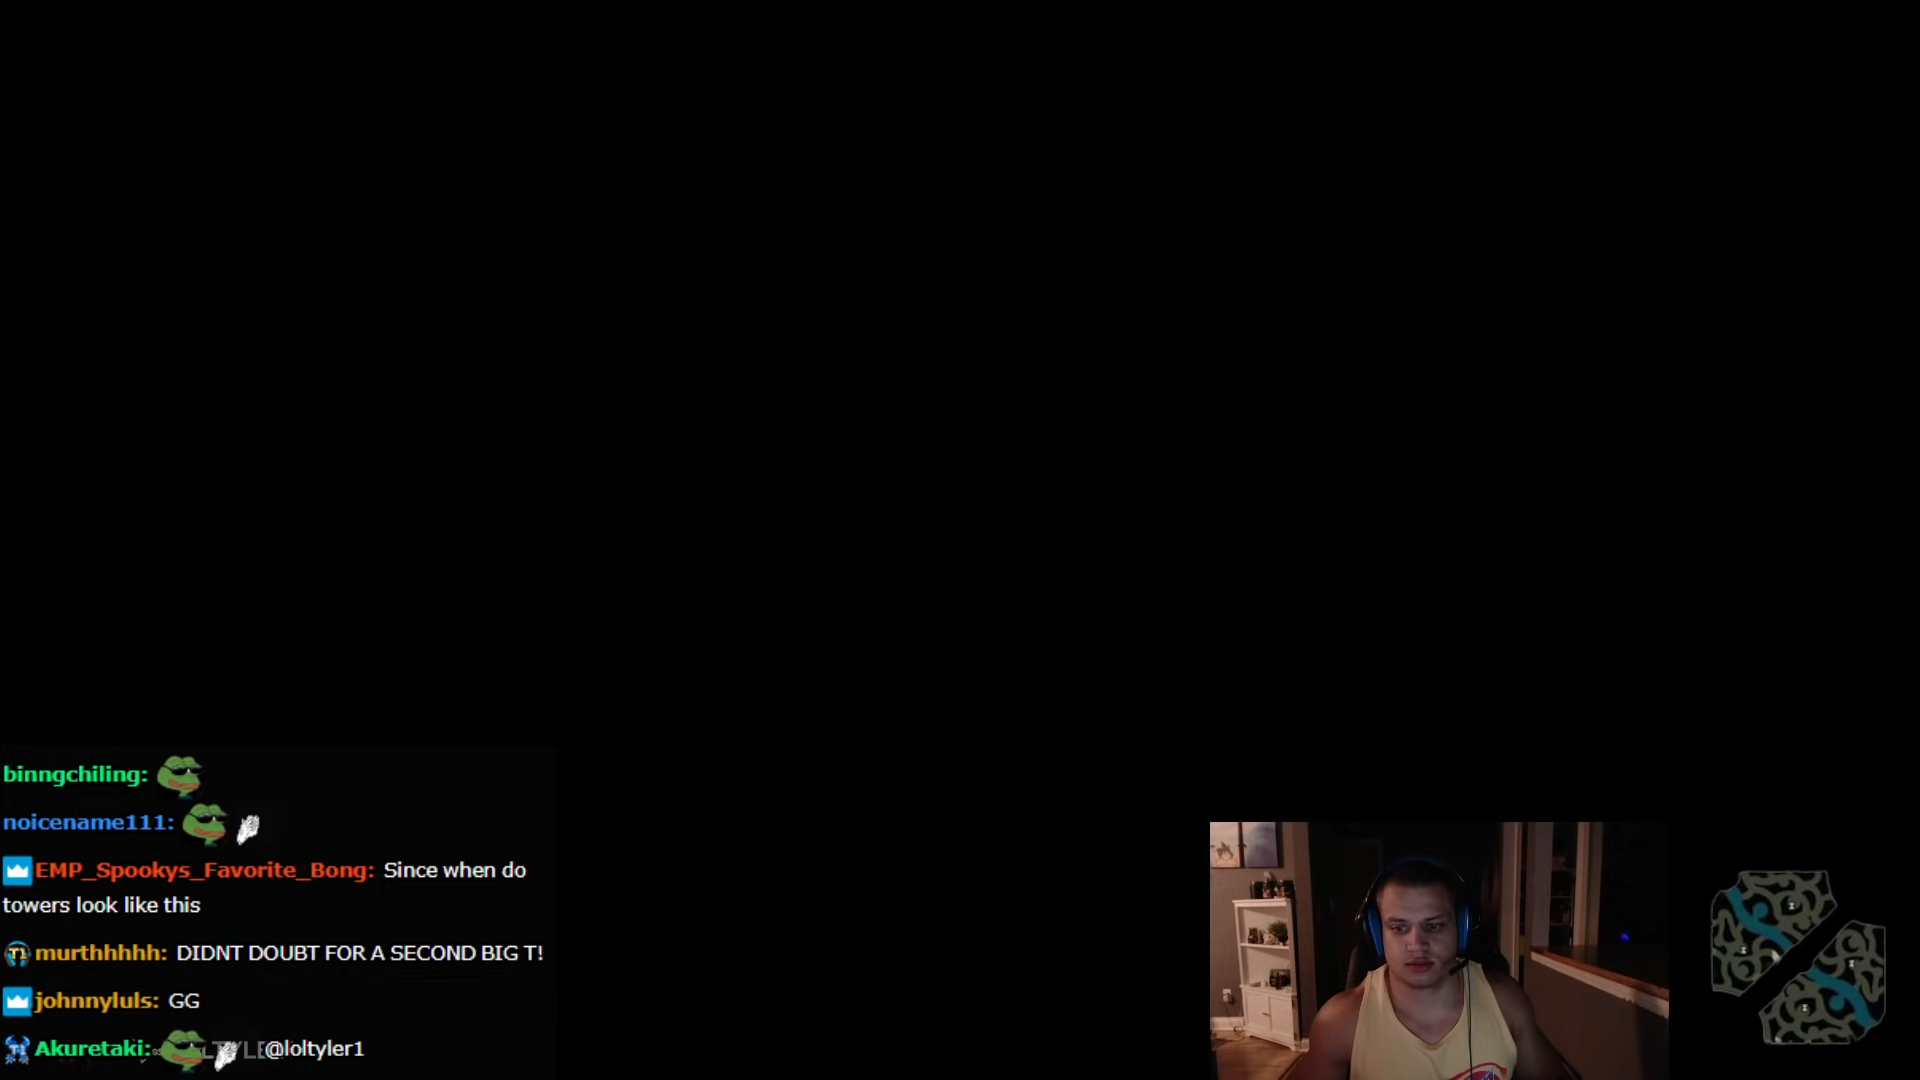 binngchiling:
noicename111:
EMP_Spookys_Favorite_Bong: Since when do
towers look like this
murthhhhh: DIDNT DOUBT FOR A SECOND BIG T!
johnnyluls: GG
Akuretaki: @loltyler1